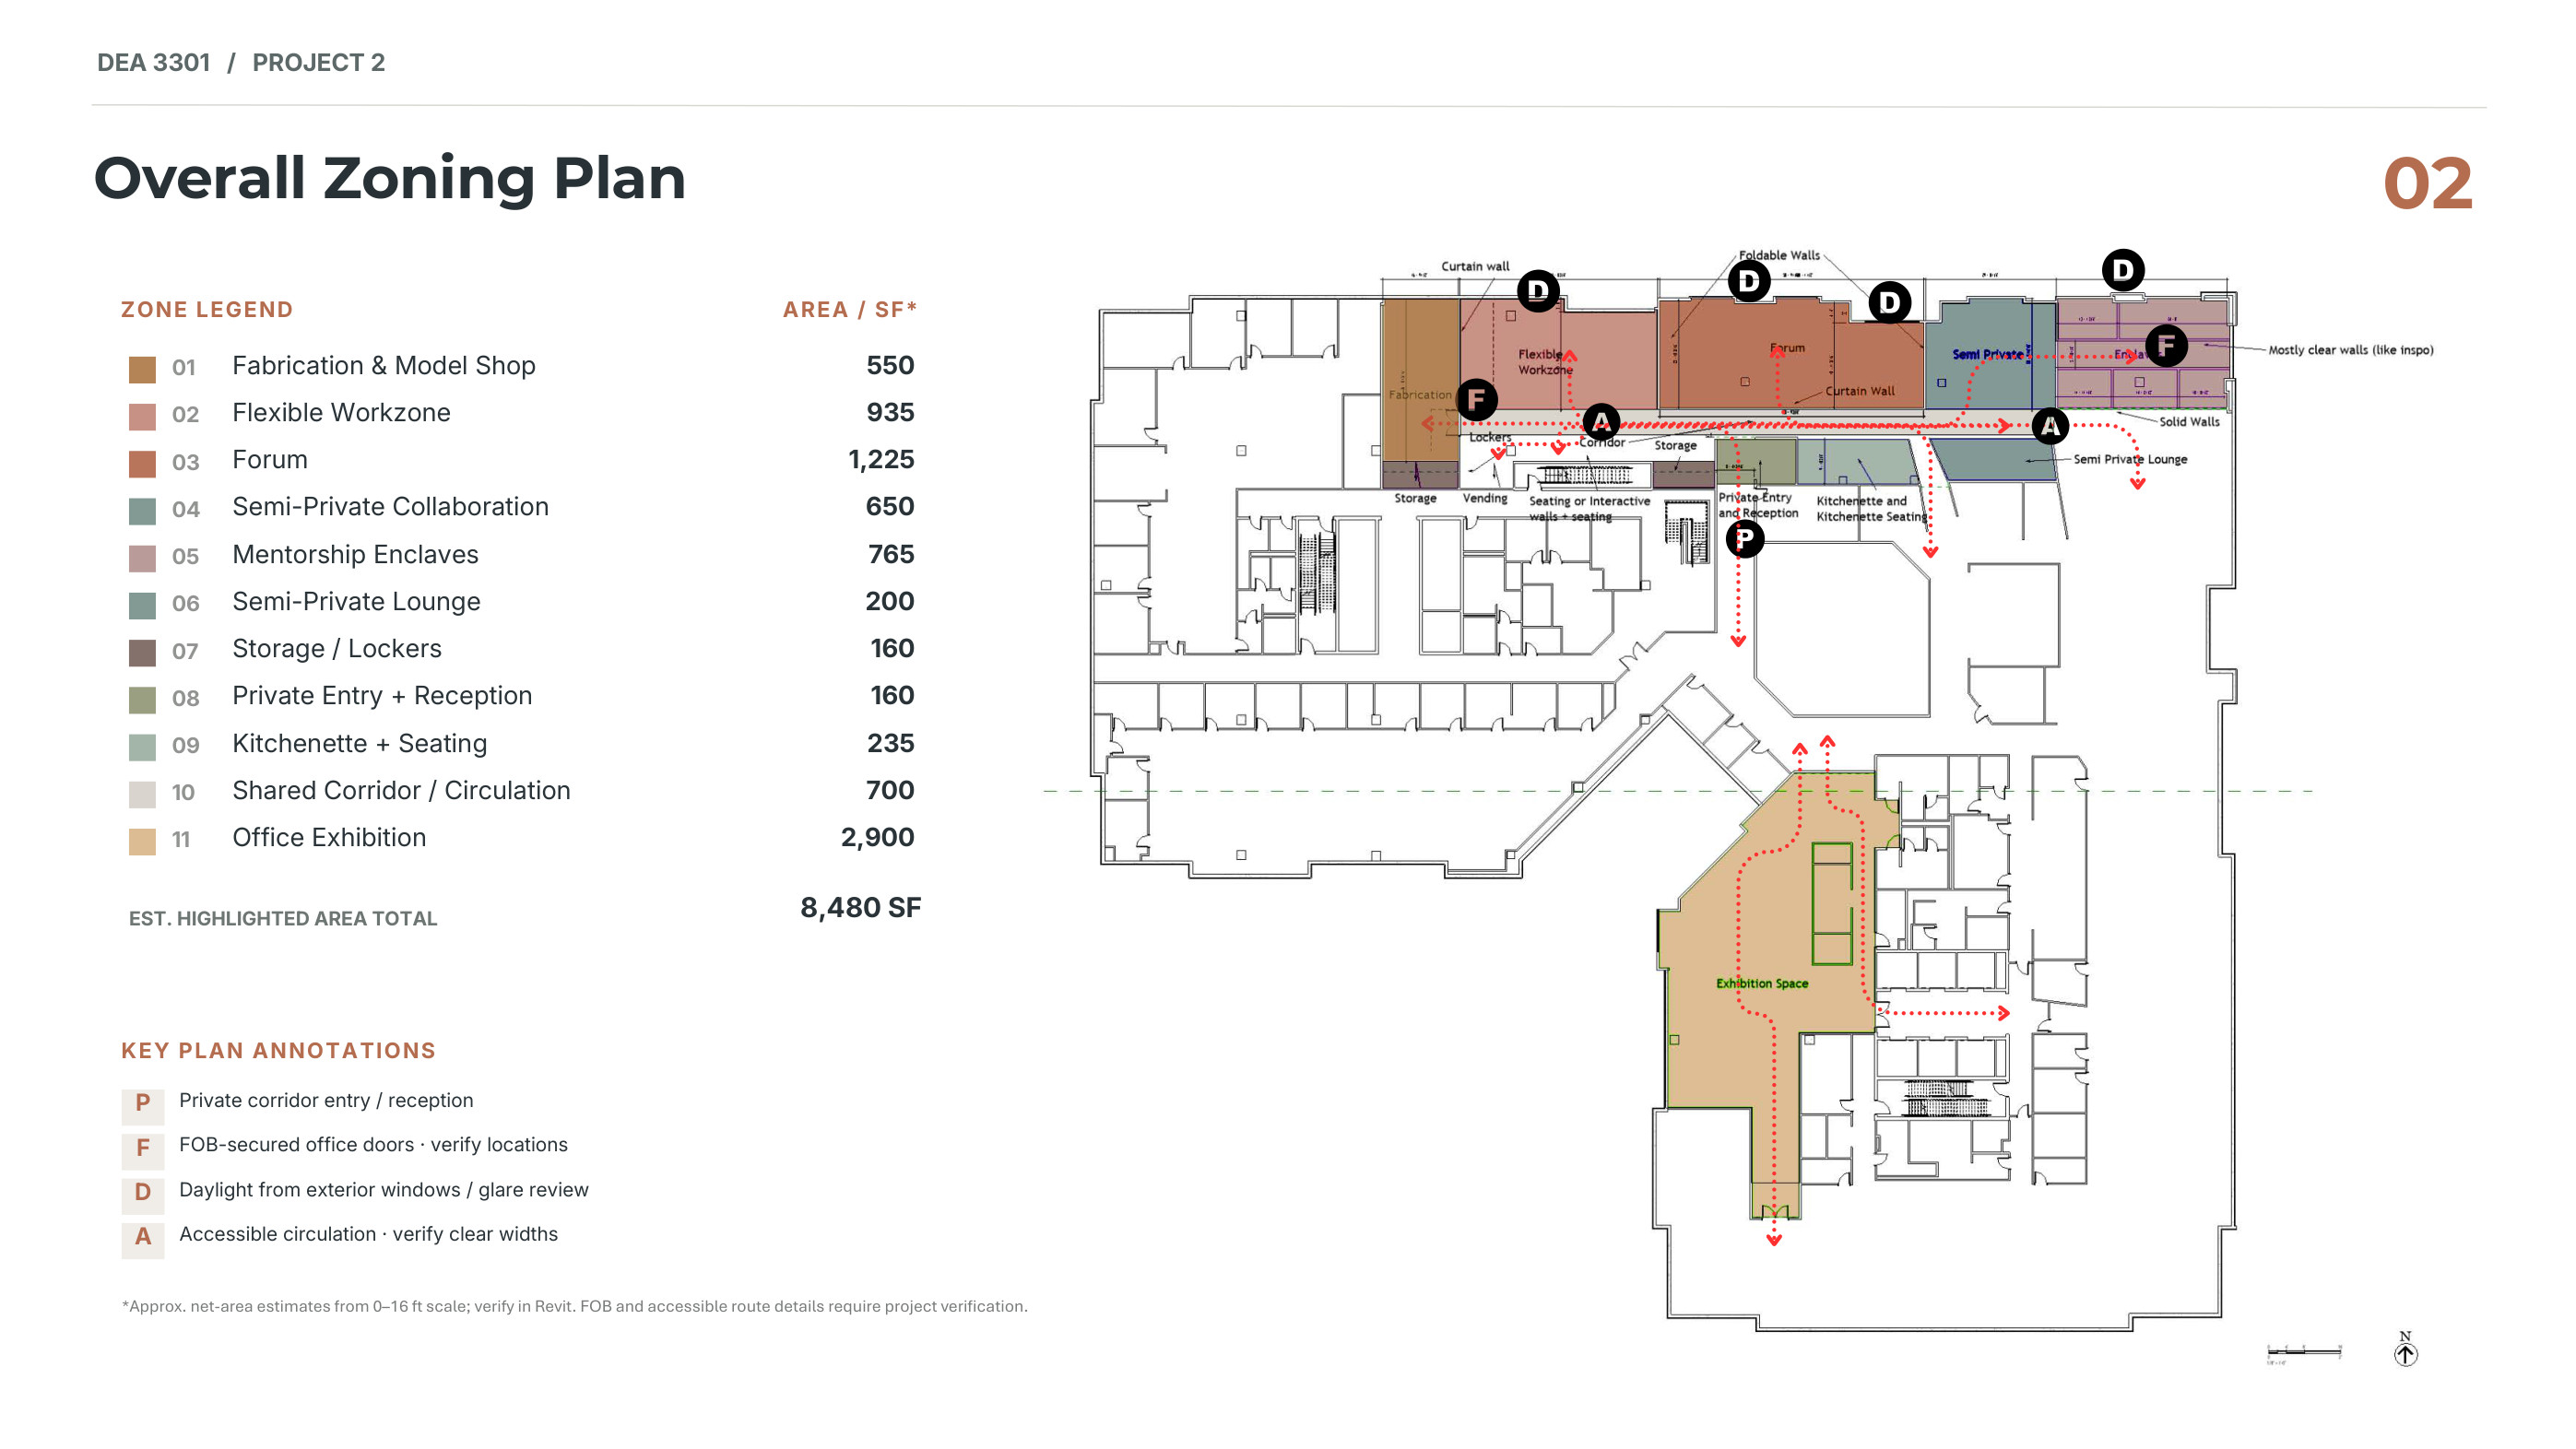 DEA 3301 / PROJECT 2
Overall Zoning Plan
02
ZONE LEGEND AREA / SF*
01 Fabrication & Model Shop 550
02 Flexible Workzone 935
03 Forum 1,225
04 Semi-Private Collaboration 650
05 Mentorship Enclaves 765
06 Semi-Private Lounge 200
07 Storage / Lockers 160
08 Private Entry + Reception 160
09 Kitchenette + Seating 235
10 Shared Corridor / Circulation 700
11 Office Exhibition 2,900
EST. HIGHLIGHTED AREA TOTAL 8,480 SF
KEY PLAN ANNOTATIONS
P Private corridor entry / reception
F FOB-secured office doors · verify locations
D Daylight from exterior windows / glare review
A Accessible circulation · verify clear widths
*Approx. net-area estimates from 0–16 ft scale; verify in Revit. FOB and accessible route details require project verification.
Foldable Walls
Curtain wall
D
D
D
D
Flexible
Workzone
Forum
Semi Private
F
Mostly clear walls (like inspo)
Fabrication
F
Curtain Wall
A
A
Solid Walls
Lockers
Corridor
Storage
Semi Private Lounge
Storage
Vending
Seating or Interactive
walls + seating
Private Entry
and Reception
Kitchenette and
Kitchenette Seating
P
Exhibition Space
N